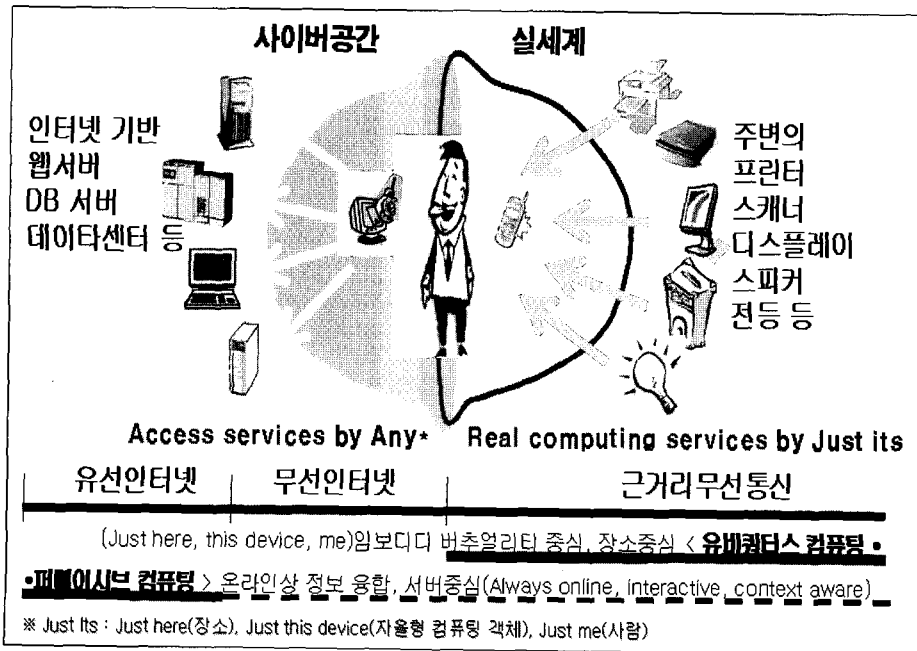 사이버공간 실세계
인터넷 기반
웹서버
DB 서버
데이타센터 등
주변의
프린터
스캐너
디스플레이
스피커
전등 등
Access services by Any* Real computing services by Just its
유선인터넷 무선인터넷 근거리무선통신
(Just here, this device, me)임보디디 버추얼리티 중심, 장소중심 < 유비쿼터스 컴퓨팅 •
•퍼베이시브 컴퓨팅 > 온라인상 정보 융합, 서버중심(Always online, interactive, context aware)
※ Just Its : Just here(장소), Just this device(자율형 컴퓨팅 객체), Just me(사람)